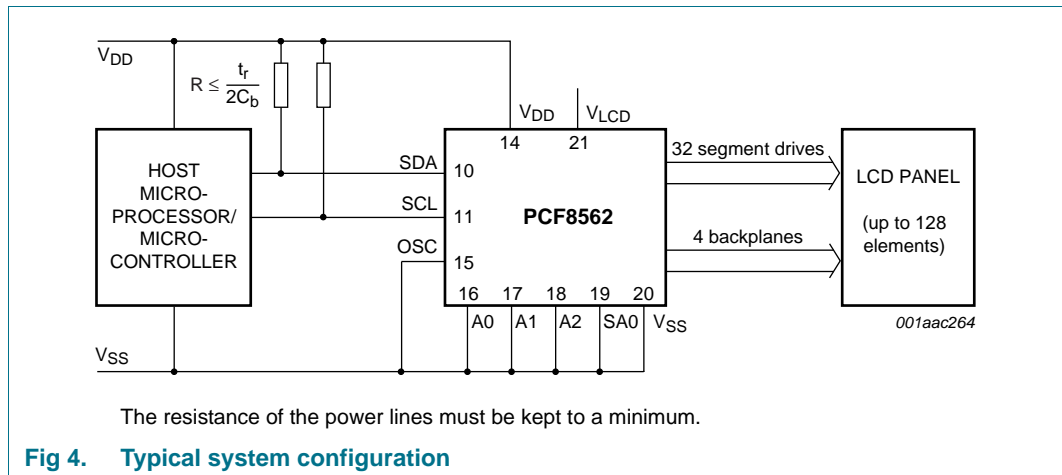 VDD
R ≤ tr
2Cb
VDD
VLCD
14
21
HOST
MICRO-
PROCESSOR/
MICRO-
CONTROLLER
SDA
10
SCL
11
OSC
15
PCF8562
32 segment drives
4 backplanes
LCD PANEL
(up to 128
elements)
16 17 18 19 20
A0 A1 A2 SA0 VSS
001aac264
VSS
The resistance of the power lines must be kept to a minimum.
Fig 4. Typical system configuration